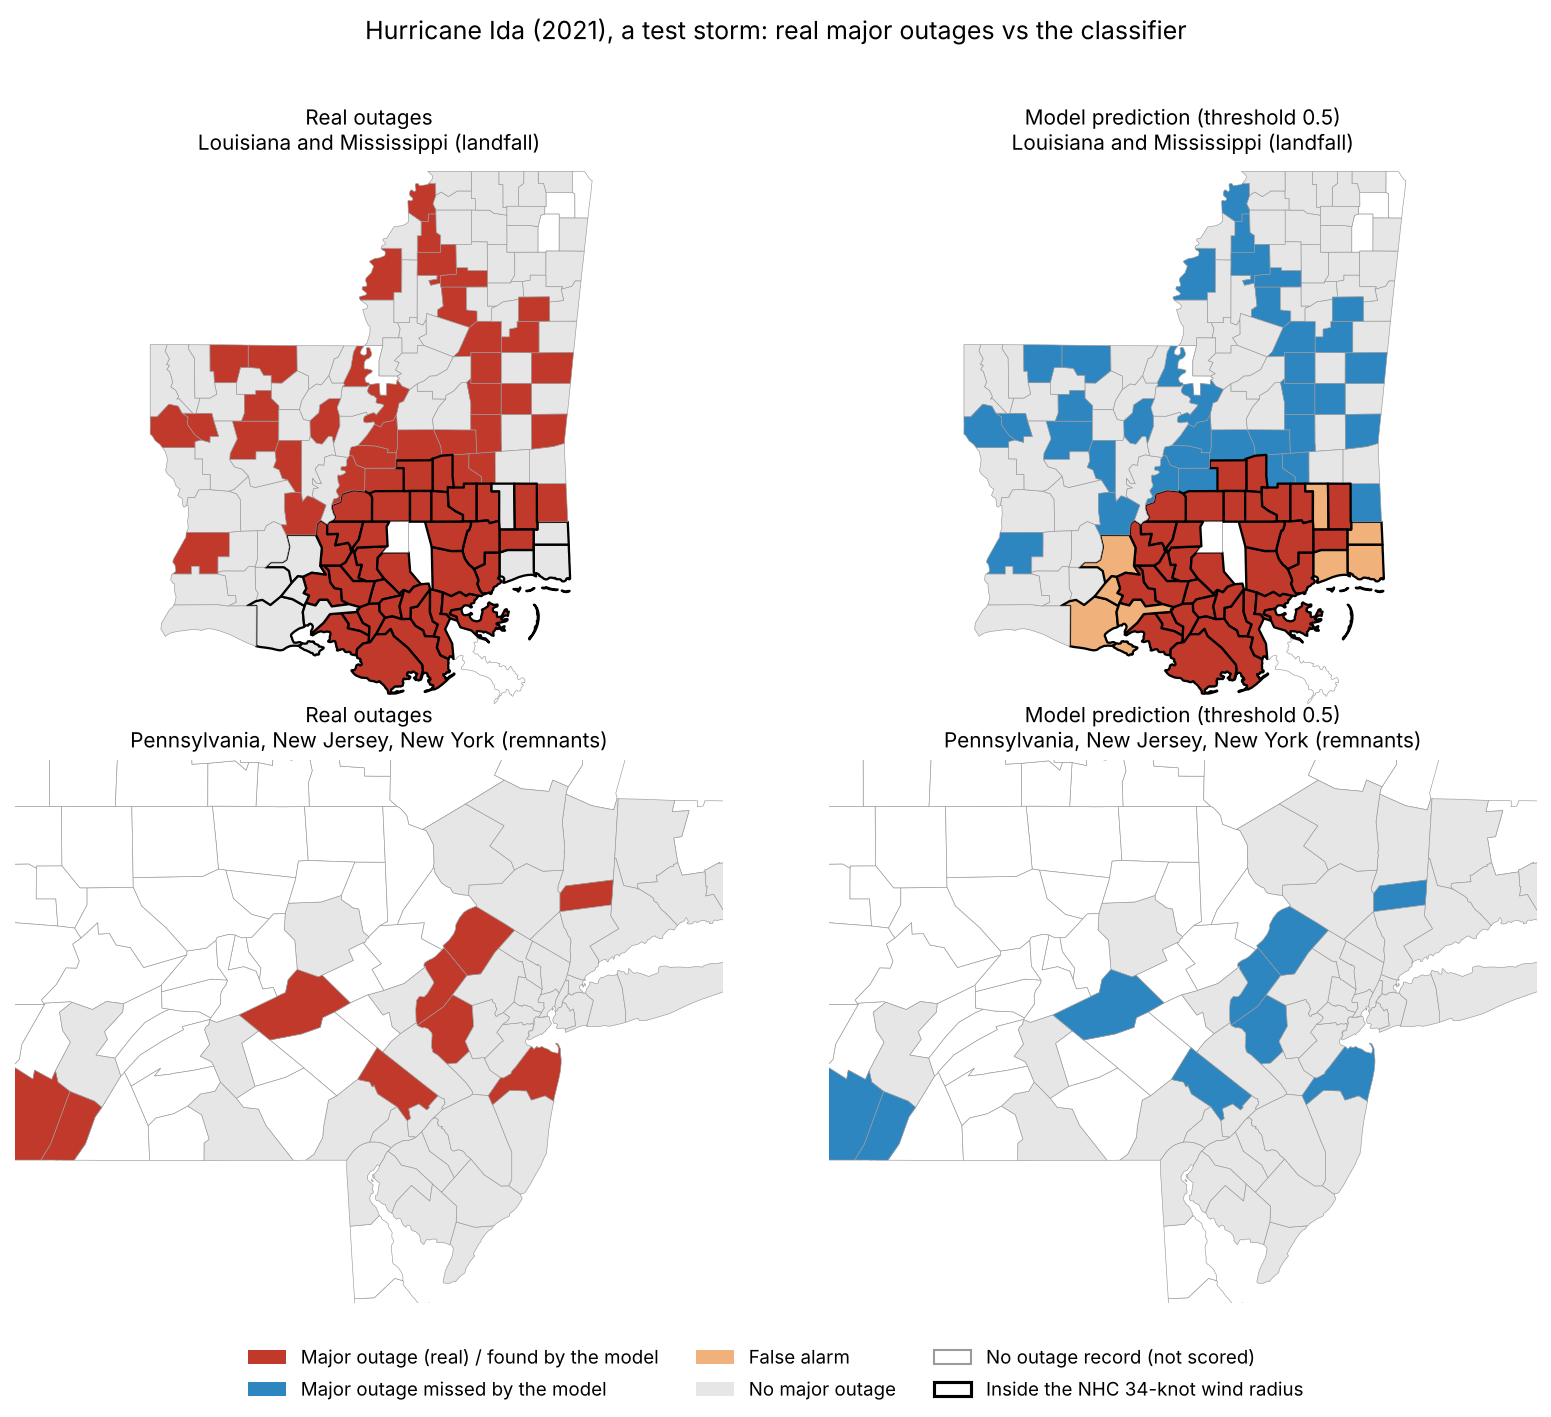 Hurricane Ida (2021), a test storm: real major outages vs the classifier
Real outages
Louisiana and Mississippi (landfall)
Model prediction (threshold 0.5)
Louisiana and Mississippi (landfall)
Real outages
Pennsylvania, New Jersey, New York (remnants)
Model prediction (threshold 0.5)
Pennsylvania, New Jersey, New York (remnants)
Major outage (real) / found by the model
Major outage missed by the model
False alarm
No major outage
No outage record (not scored)
Inside the NHC 34-knot wind radius